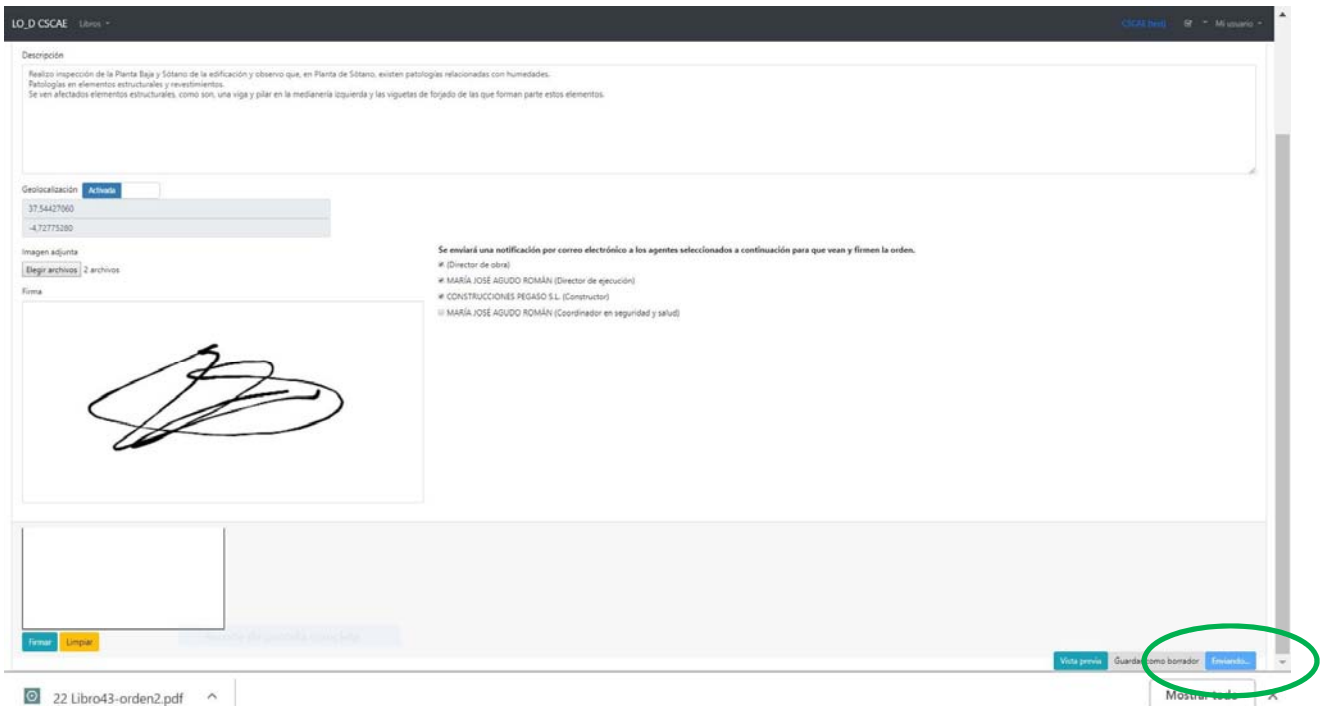 LO_D CSCAE Libros
CSCAE (test) Mi usuario
Descripción
Realizo inspección de la Planta Baja y Sótano de la edificación y observo que, en Planta de Sótano, existen patologías relacionadas con humedades.
Patologías en elementos estructurales y revestimientos.
Se ven afectados elementos estructurales, como son, una viga y pilar en la medianería izquierda y las viguetas de forjado de las que forman parte estos elementos.
Geolocalización Activada
37,54427060
-4,72775280
Imagen adjunta
Elegir archivos 2 archivos
Firma
Se enviará una notificación por correo electrónico a los agentes seleccionados a continuación para que vean y firmen la orden.
(Director de obra)
MARÍA JOSÉ AGUDO ROMÁN (Director de ejecución)
CONSTRUCCIONES PEGASO S.L. (Constructor)
MARÍA JOSÉ AGUDO ROMÁN (Coordinador en seguridad y salud)
Firmar Limpiar
Vista previa Guardar como borrador Enviando...
22 Libro43-orden2.pdf
Mostrar todo